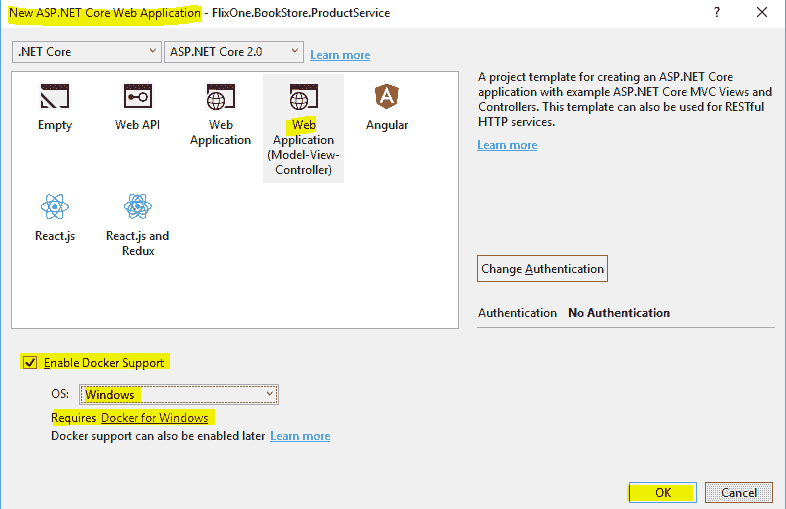 New ASP.NET Core Web Application - FlixOne.BookStore.ProductService
?
.NET Core
ASP.NET Core 2.0
Learn more
Empty
Web API
Web
Application
Web
Application
(Model-View-
Controller)
Angular
React.js
React.js and
Redux
A project template for creating an ASP.NET Core
application with example ASP.NET Core MVC Views and
Controllers. This template can also be used for RESTful
HTTP services.
Learn more
Change Authentication
Authentication No Authentication
Enable Docker Support
OS: Windows
Requires Docker for Windows
Docker support can also be enabled later Learn more
OK
Cancel